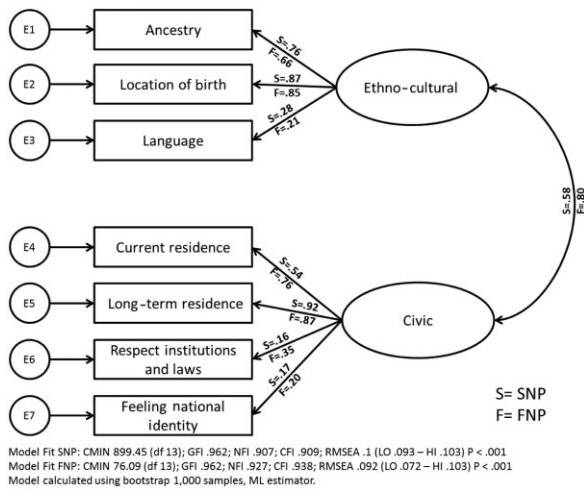 E1
Ancestry
S=.76
F=.66
E2
Location of birth
S=.87
F=.85
Ethno-cultural
E3
Language
S=.28
F=.21
S=.58
F=.80
E4
Current residence
S=.54
F=.76
E5
Long-term residence
S=.92
F=.87
Civic
E6
Respect institutions
and laws
S=.16
F=.35
E7
Feeling national
identity
S=.17
F=.20
S= SNP
F= FNP
Model Fit SNP: CMIN 899.45 (df 13); GFI .962; NFI .907; CFI .909; RMSEA .1 (LO .093 – HI .103) P < .001
Model Fit FNP: CMIN 76.09 (df 13); GFI .962; NFI .927; CFI .938; RMSEA .092 (LO .072 – HI .103) P < .001
Model calculated using bootstrap 1,000 samples, ML estimator.